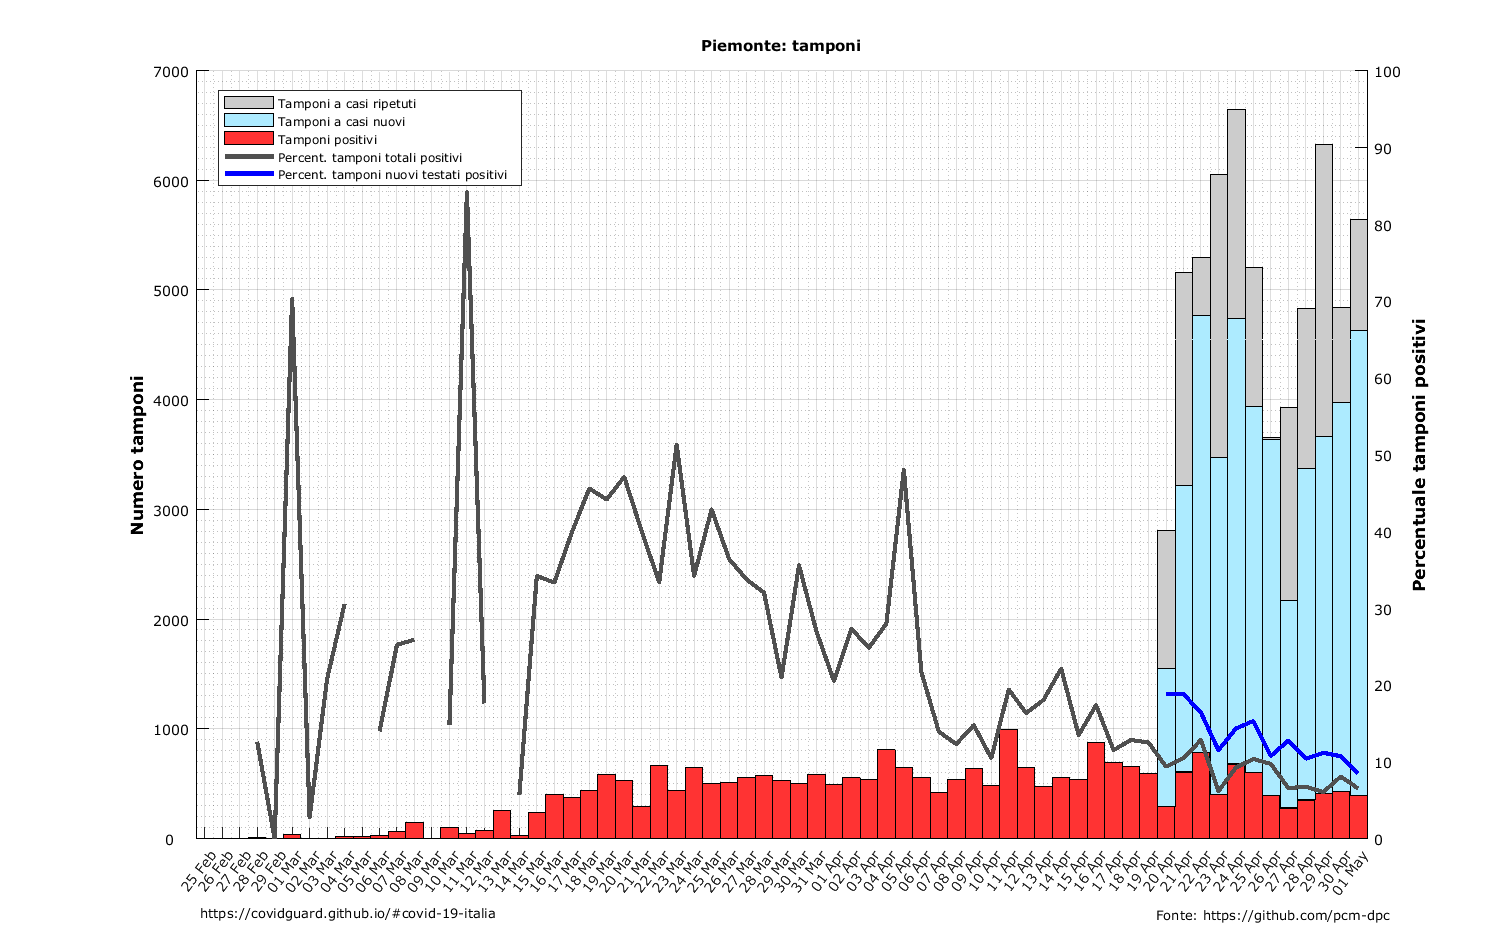 Piemonte: tamponi
7000
6000
5000
4000
3000
2000
1000
0
Numero tamponi
Tamponi a casi ripetuti
Tamponi a casi nuovi
Tamponi positivi
Percent. tamponi totali positivi
Percent. tamponi nuovi testati positivi
100
90
80
70
60
50
40
30
20
10
0
Percentuale tamponi positivi
25 Feb
26 Feb
27 Feb
28 Feb
29 Feb
01 Mar
02 Mar
03 Mar
04 Mar
05 Mar
06 Mar
07 Mar
08 Mar
09 Mar
10 Mar
11 Mar
12 Mar
13 Mar
14 Mar
15 Mar
16 Mar
17 Mar
18 Mar
19 Mar
20 Mar
21 Mar
22 Mar
23 Mar
24 Mar
25 Mar
26 Mar
27 Mar
28 Mar
29 Mar
30 Mar
31 Mar
01 Apr
02 Apr
03 Apr
04 Apr
05 Apr
06 Apr
07 Apr
08 Apr
09 Apr
10 Apr
11 Apr
12 Apr
13 Apr
14 Apr
15 Apr
16 Apr
17 Apr
18 Apr
19 Apr
20 Apr
21 Apr
22 Apr
23 Apr
24 Apr
25 Apr
26 Apr
27 Apr
28 Apr
29 Apr
30 Apr
01 May
https://covidguard.github.io/#covid-19-italia
Fonte: https://github.com/pcm-dpc